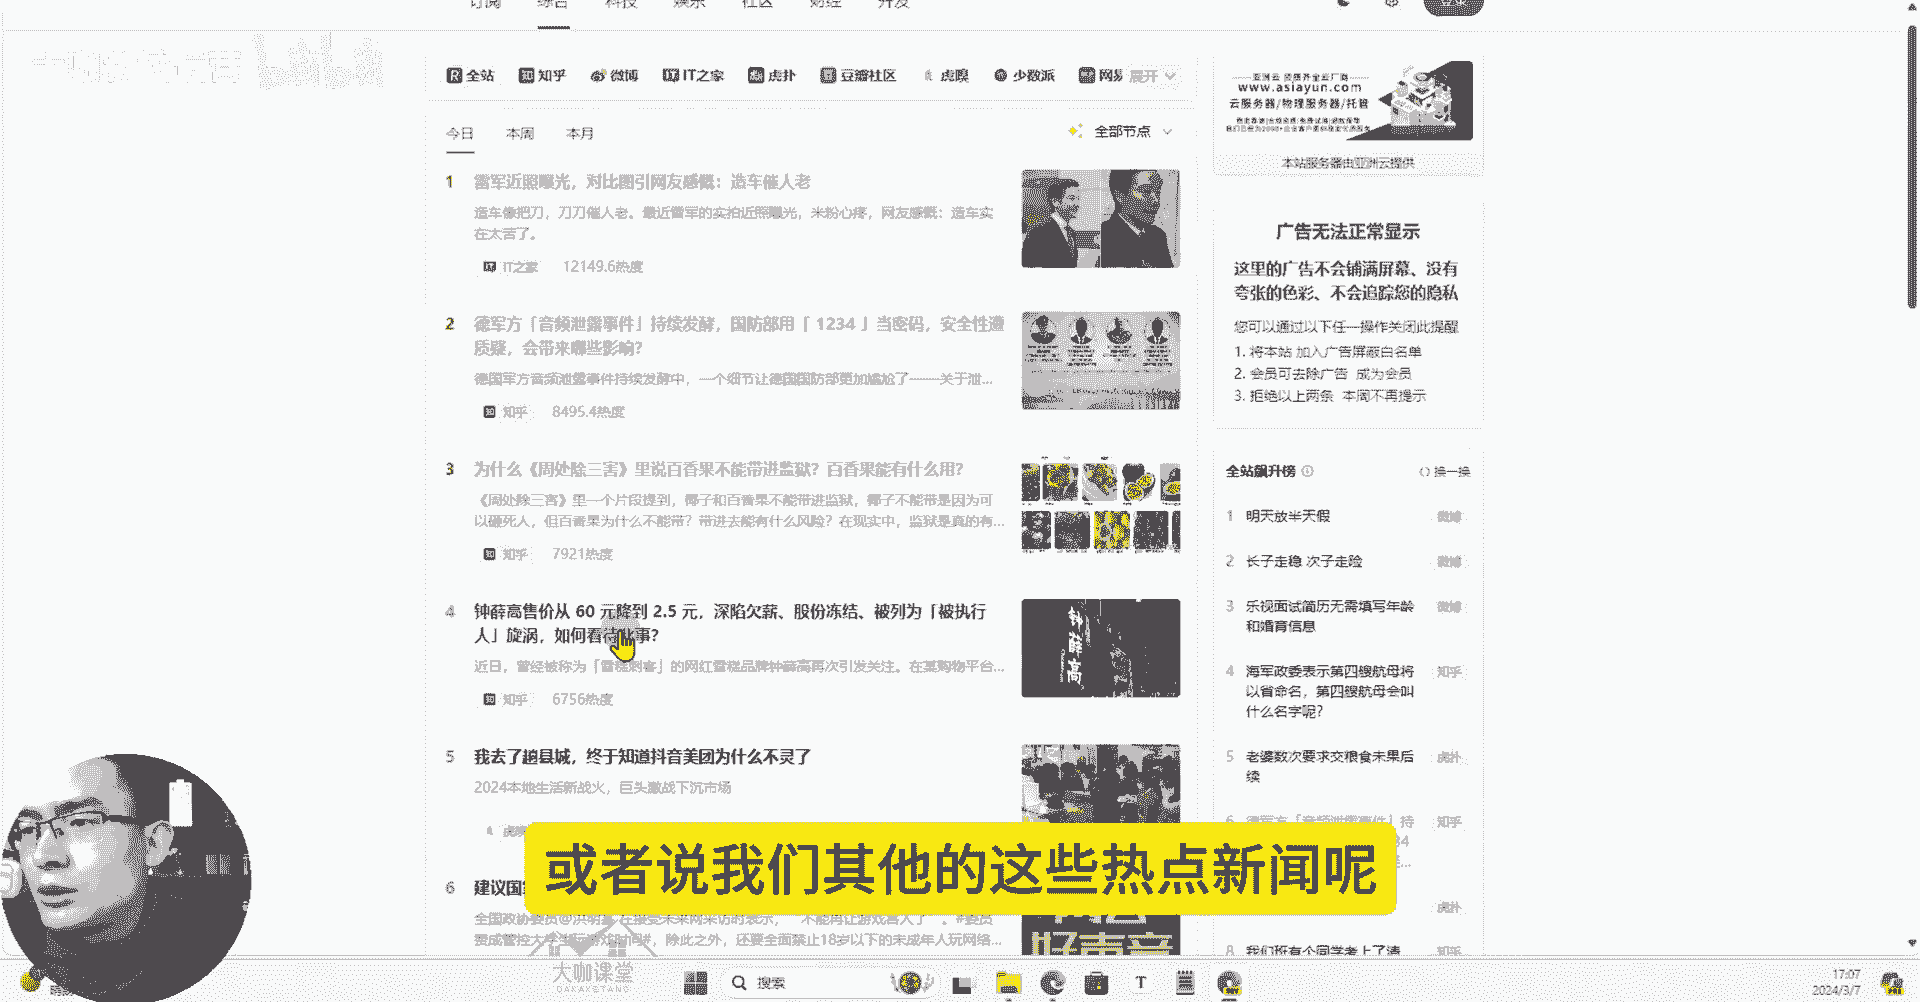 订阅 综合 科技 娱乐 社区 财经 开发
全站 知乎 微博 IT之家 虎扑 豆瓣社区 虎嗅 少数派 网易 展开
今日 本周 本月
全部节点
1 雷军近照曝光，对比图引网友感慨：造车催人老
造车像把刀，刀刀催人老。最近雷军的实拍近照曝光，米粉心疼，网友感慨：造车实
在太苦了。
IT之家 12149.6热度
2 德军方「音频泄露事件」持续发酵，国防部用「 1234 」当密码，安全性遭
质疑，会带来哪些影响？
德国军方音频泄露事件持续发酵中，一个细节让德国国防部更加尴尬了——关于泄...
知乎 8495.4热度
3 为什么《周处除三害》里说百香果不能带进监狱？百香果能有什么用？
《周处除三害》里一个片段提到，椰子和百香果不能带进监狱，椰子不能带是因为可
以砸死人，但百香果为什么不能带？带进去能有什么风险？在现实中，监狱是真的有...
知乎 7921热度
4 钟薛高售价从 60 元降到 2.5 元，深陷欠薪、股份冻结、被列为「被执行
人」旋涡，如何看待此事？
近日，曾经被称为「雪糕刺客」的网红雪糕品牌钟薛高再次引发关注。在某购物平台...
知乎 6756热度
钟薛高
5 我去了趟县城，终于知道抖音美团为什么不灵了
2024本地生活新战火，巨头激战下沉市场
6 建议国
赞成管控大学生玩游戏时间#，除此之外，还要全面禁止18岁以下的未成年人玩网络...
好声音
www.asiayun.com
云服务器/物理服务器/托管
本站服务器由亚洲云提供
广告无法正常显示
这里的广告不会铺满屏幕、没有
夸张的色彩、不会追踪您的隐私
您可以通过以下任一操作关闭此提醒
1. 将本站 加入广告屏蔽白名单
2. 会员可去除广告 成为会员
3. 拒绝以上两条 本周不再提示
全站飙升榜 换一换
1 明天放半天假 微博
2 长子走稳 次子走险 微博
3 乐视面试简历无需填写年龄 微博
和婚育信息
4 海军政委表示第四艘航母将 知乎
以省命名，第四艘航母会叫
什么名字呢？
5 老婆数次要求交粮食未果后 虎扑
续
6 德军方「音频泄露事件」持 知乎
虎扑
8 我们班有个同学考上了清 知乎
或者说我们其他的这些热点新闻呢
大咖课堂
DAKAKETANG
搜索
17:07
2024/3/7